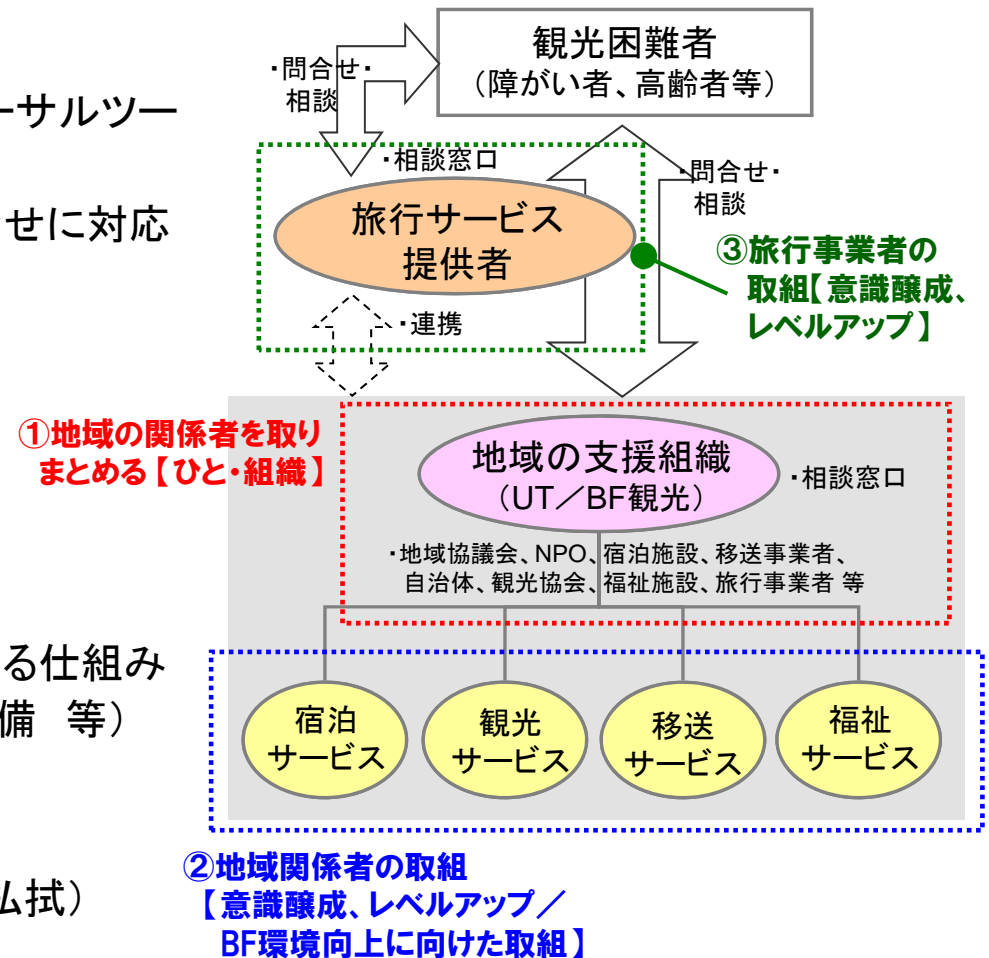 観光困難者
（障がい者、高齢者等）
・問合せ・
相談
ーサルツー
・相談窓口
・問合せ・
相談
せに対応
旅行サービス
提供者
③旅行事業者の
取組【意識醸成、
レベルアップ】
・連携
①地域の関係者を取り
まとめる【ひと・組織】
地域の支援組織
（UT／BF観光）
・相談窓口
・地域協議会、NPO、宿泊施設、移送事業者、
自治体、観光協会、福祉施設、旅行事業者 等
る仕組み
備　等）
宿泊
サービス
観光
サービス
移送
サービス
福祉
サービス
払拭）
②地域関係者の取組
【意識醸成、レベルアップ／
BF環境向上に向けた取組】